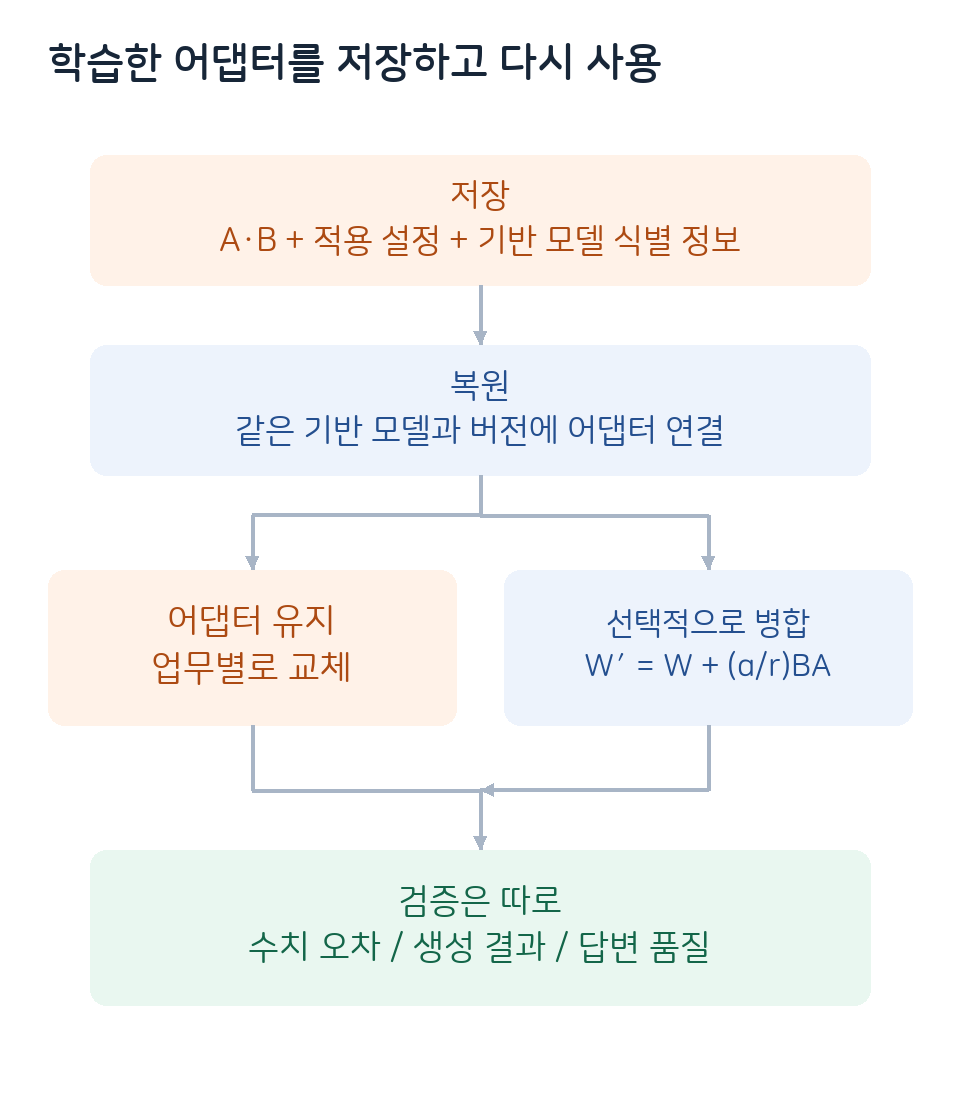 학습한 어댑터를 저장하고 다시 사용
저장
A·B + 적용 설정 + 기반 모델 식별 정보
복원
같은 기반 모델과 버전에 어댑터 연결
어댑터 유지
업무별로 교체
선택적으로 병합
W′ = W + (α/r)BA
검증은 따로
수치 오차 / 생성 결과 / 답변 품질